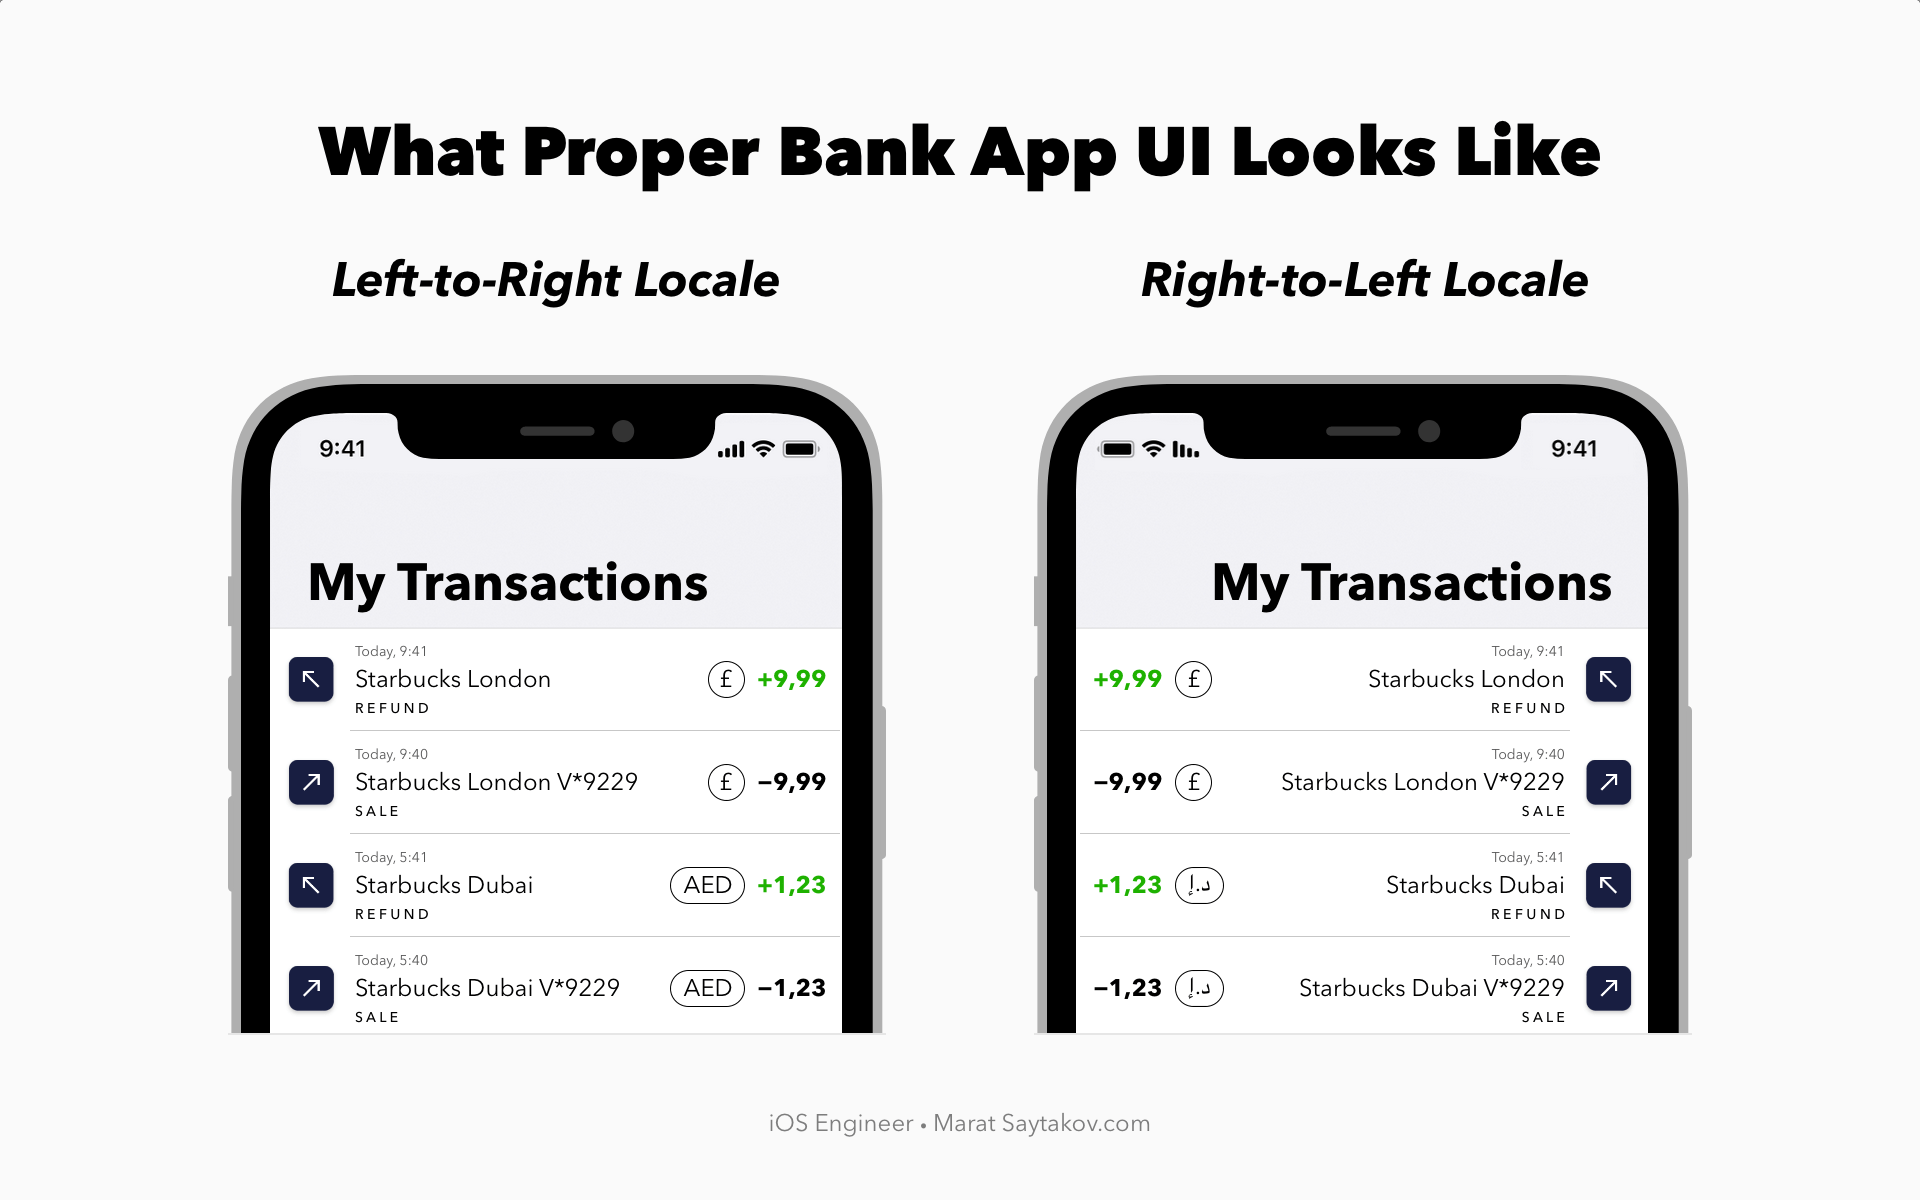 What Proper Bank App UI Looks Like
Left-to-Right Locale
9:41
My Transactions
Today, 9:41
Starbucks London
REFUND
£ +9,99
Today, 9:40
Starbucks London V*9229
SALE
£ −9,99
Today, 5:41
Starbucks Dubai
REFUND
AED +1,23
Today, 5:40
Starbucks Dubai V*9229
SALE
AED −1,23
Right-to-Left Locale
9:41
My Transactions
Today, 9:41
Starbucks London
REFUND
+9,99 £
Today, 9:40
Starbucks London V*9229
SALE
−9,99 £
Today, 5:41
Starbucks Dubai
REFUND
+1,23 د.إ
Today, 5:40
Starbucks Dubai V*9229
SALE
−1,23 د.إ
iOS Engineer • Marat Saytakov.com